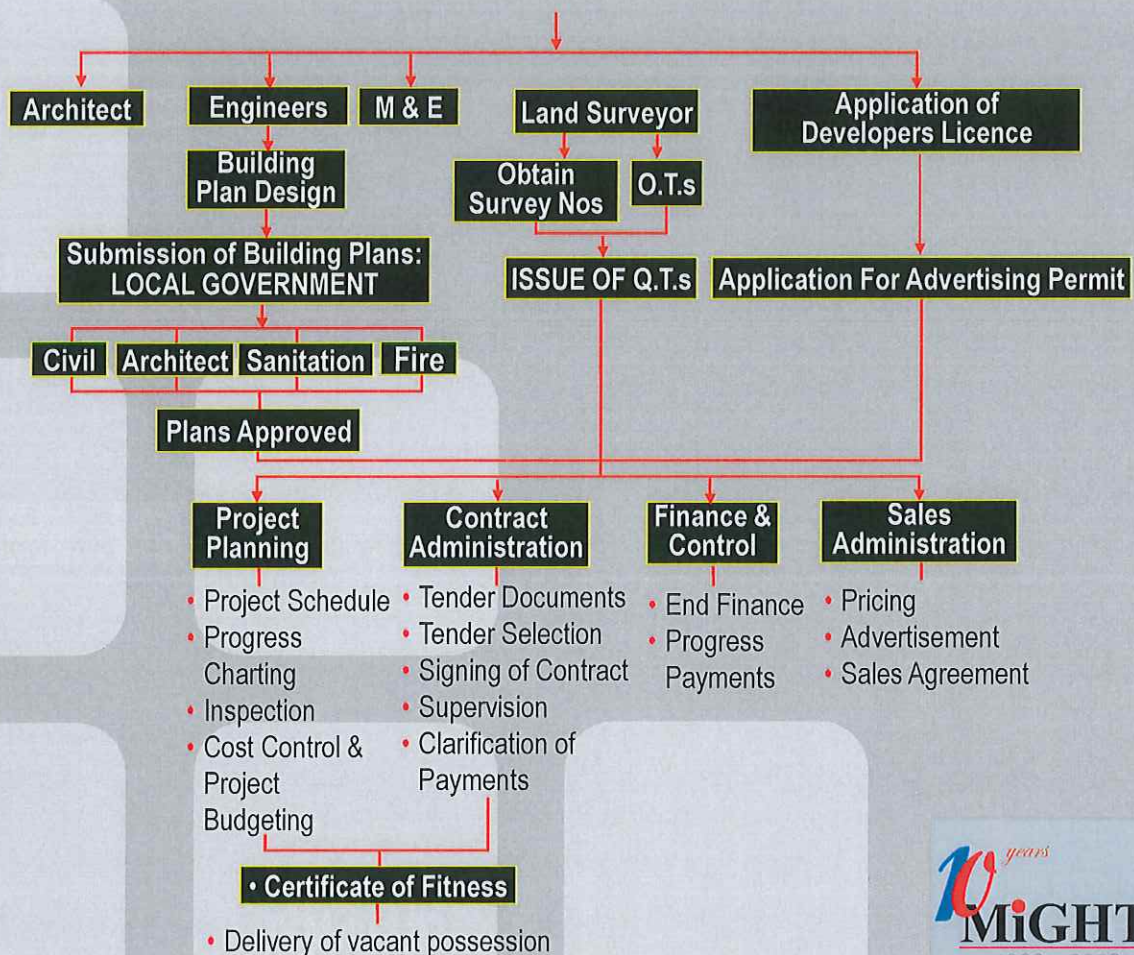 Architect
Engineers
M & E
Land Surveyor
Application of
Developers Licence
Building
Plan Design
Obtain
Survey Nos
O.T.s
Submission of Building Plans:
LOCAL GOVERNMENT
ISSUE OF Q.T.s
Application For Advertising Permit
Civil
Architect
Sanitation
Fire
Plans Approved
Project
Planning
• Project Schedule
• Progress
Charting
• Inspection
• Cost Control &
Project
Budgeting
Contract
Administration
• Tender Documents
• Tender Selection
• Signing of Contract
• Supervision
• Clarification of
Payments
Finance &
Control
• End Finance
• Progress
Payments
Sales
Administration
• Pricing
• Advertisement
• Sales Agreement
• Certificate of Fitness
• Delivery of vacant possession
10 years
MiGHT